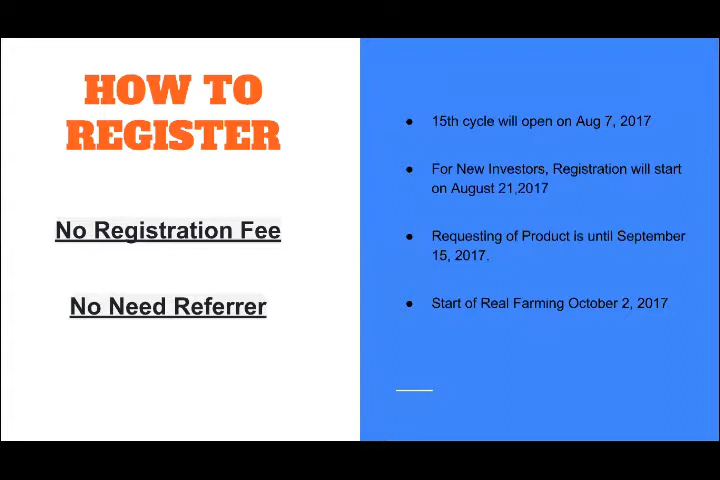 HOW TO
REGISTER
No Registration Fee
No Need Referrer
● 15th cycle will open on Aug 7, 2017
● For New Investors, Registration will start
on August 21,2017
● Requesting of Product is until September
15, 2017.
● Start of Real Farming October 2, 2017